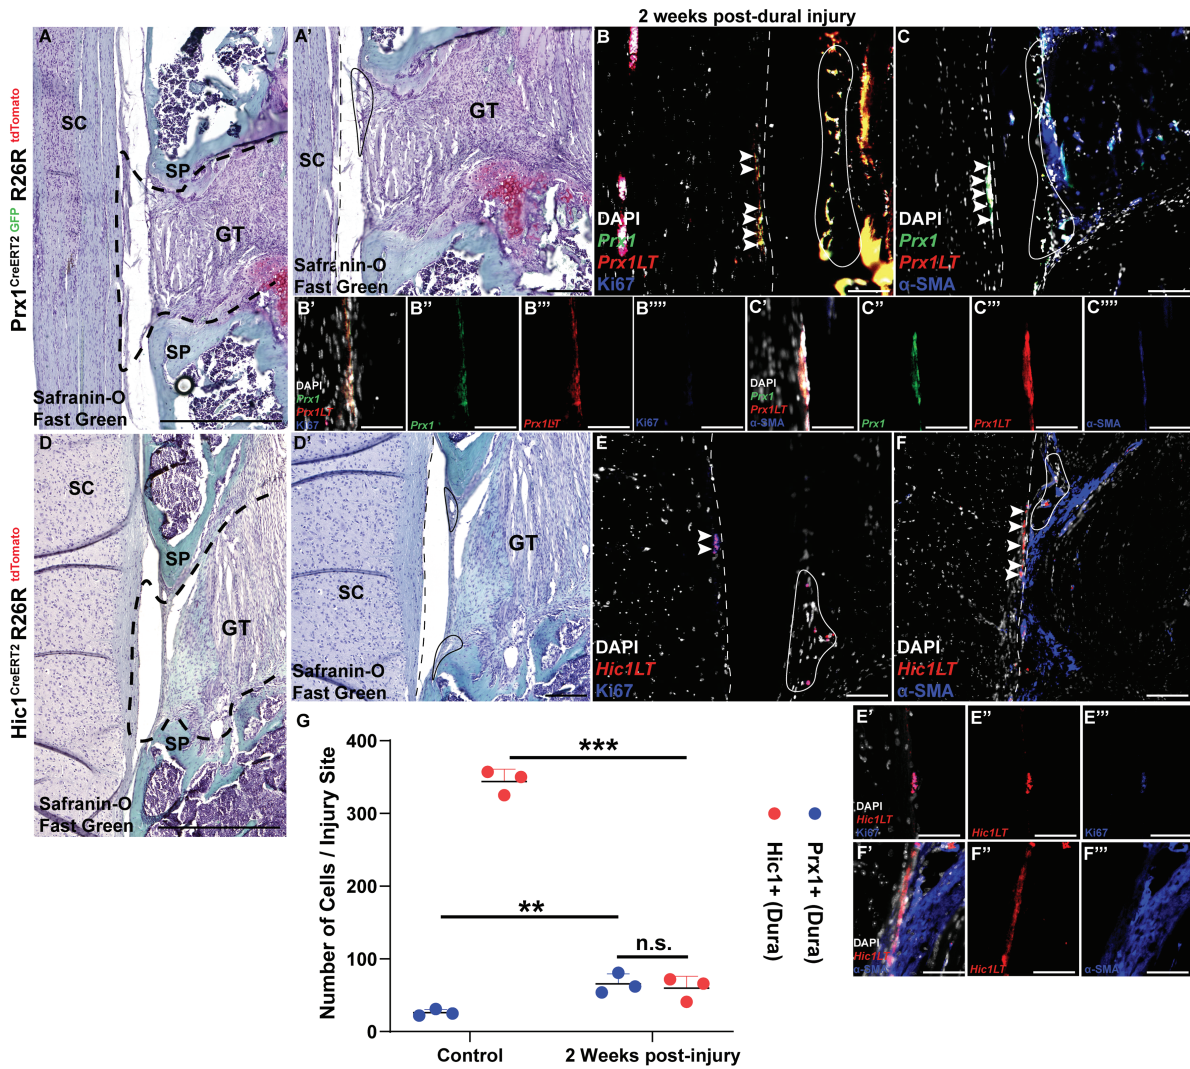 2 weeks post-dural injury
Prx1CreERT2 GFP R26R tdTomato
A
SC
SP
GT
SP
Safranin-O
Fast Green
A'
GT
SC
Safranin-O
Fast Green
B
DAPI
Prx1
Prx1LT
Ki67
C
DAPI
Prx1
Prx1LT
α-SMA
B'
DAPI
Prx1
Prx1LT
Ki67
B''
Prx1
B'''
Prx1LT
B''''
Ki67
C'
DAPI
Prx1
Prx1LT
α-SMA
C''
Prx1
C'''
Prx1LT
C''''
α-SMA
Hic1CreERT2 R26R tdTomato
D
SC
SP
GT
SP
Safranin-O
Fast Green
D'
GT
SC
Safranin-O
Fast Green
E
DAPI
Hic1LT
Ki67
F
DAPI
Hic1LT
α-SMA
G
Number of Cells / Injury Site
400
300
200
100
0
***
**
n.s.
Control
2 Weeks post-injury
Hic1+ (Dura)
Prx1+ (Dura)
E'
DAPI
Hic1LT
Ki67
E''
Hic1LT
E'''
Ki67
F'
DAPI
Hic1LT
α-SMA
F''
Hic1LT
F'''
α-SMA